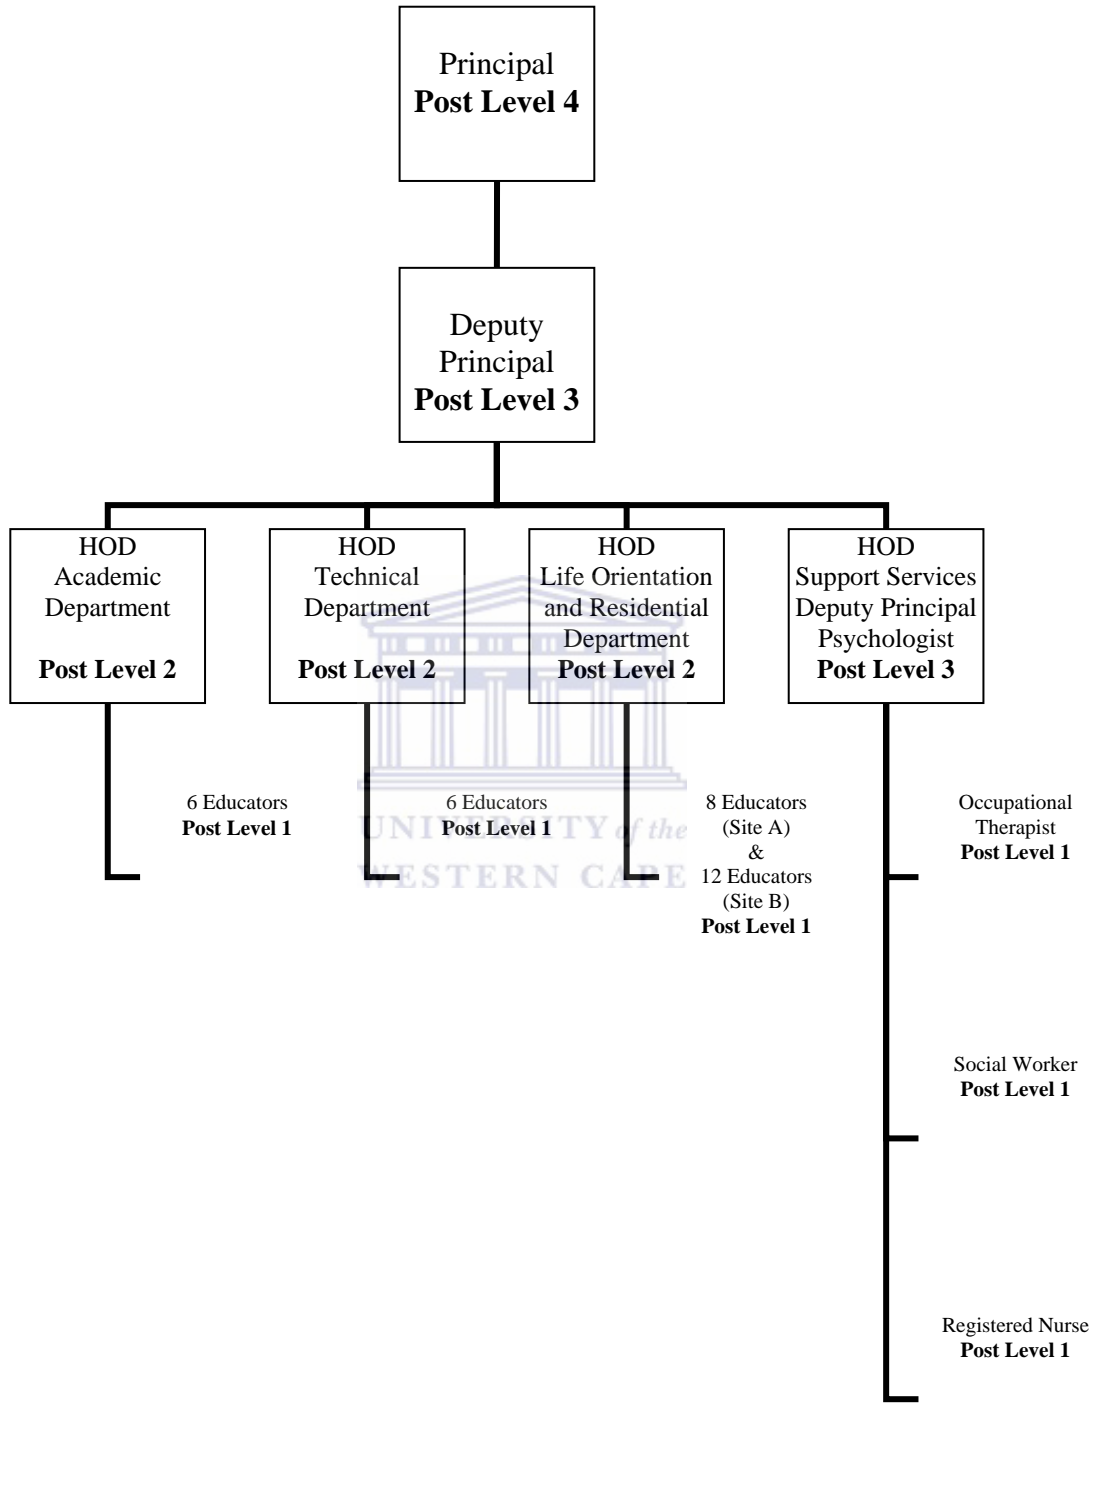 Principal
Post Level 4
Deputy
Principal
Post Level 3
HOD
Academic
Department
Post Level 2
HOD
Technical
Department
Post Level 2
HOD
Life Orientation
and Residential
Department
Post Level 2
HOD
Support Services
Deputy Principal
Psychologist
Post Level 3
6 Educators
Post Level 1
6 Educators
Post Level 1
8 Educators
(Site A)
&
12 Educators
(Site B)
Post Level 1
Occupational
Therapist
Post Level 1
Social Worker
Post Level 1
Registered Nurse
Post Level 1
UNIVERSITY of the
WESTERN CAPE